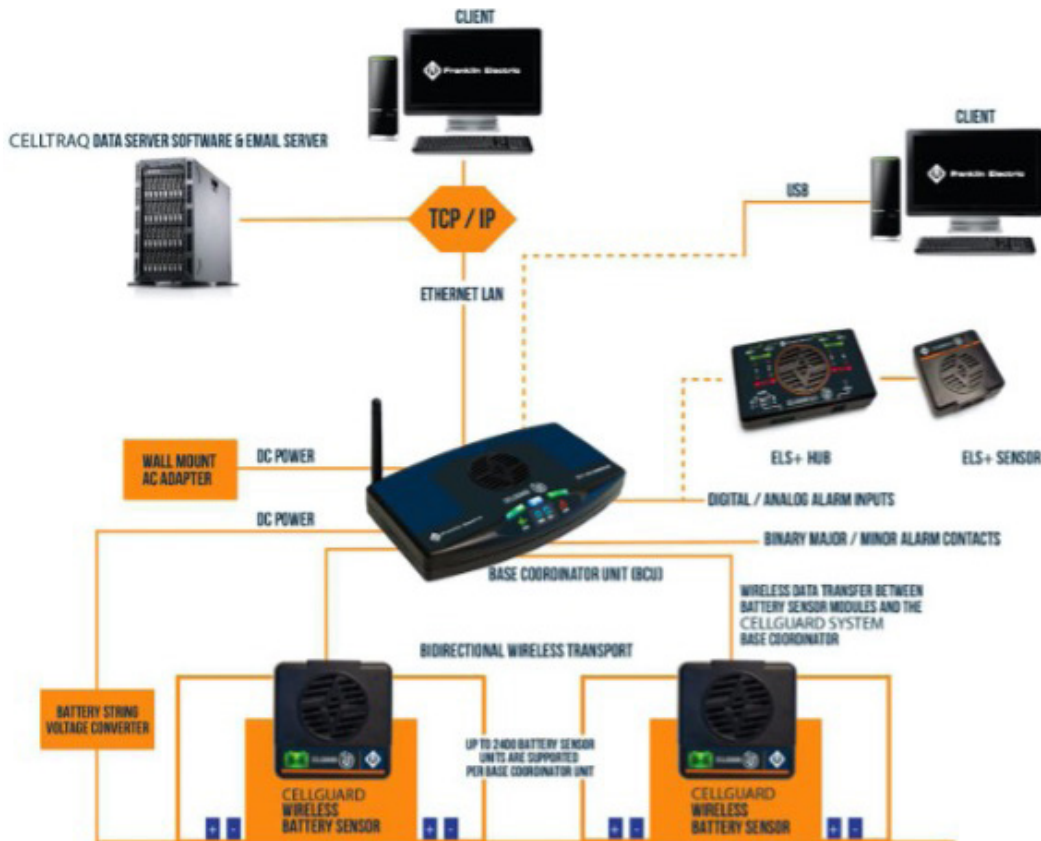 CLIENT
Franklin Electric
CELLTRAQ DATA SERVER SOFTWARE & EMAIL SERVER
CLIENT
Franklin Electric
USB
TCP / IP
ETHERNET LAN
ELS+ HUB
ELS+ SENSOR
WALL MOUNT
AC ADAPTER
DC POWER
DIGITAL / ANALOG ALARM INPUTS
DC POWER
BINARY MAJOR / MINOR ALARM CONTACTS
BASE COORDINATOR UNIT (BCU)
WIRELESS DATA TRANSFER BETWEEN
BATTERY SENSOR MODULES AND THE
CELLGUARD SYSTEM
BASE COORDINATOR
BIDIRECTIONAL WIRELESS TRANSPORT
BATTERY STRING
VOLTAGE CONVERTER
UP TO 2400 BATTERY SENSOR
UNITS ARE SUPPORTED
PER BASE COORDINATOR UNIT
CELLGUARD
WIRELESS
BATTERY SENSOR
CELLGUARD
WIRELESS
BATTERY SENSOR
+ - + - + - + -